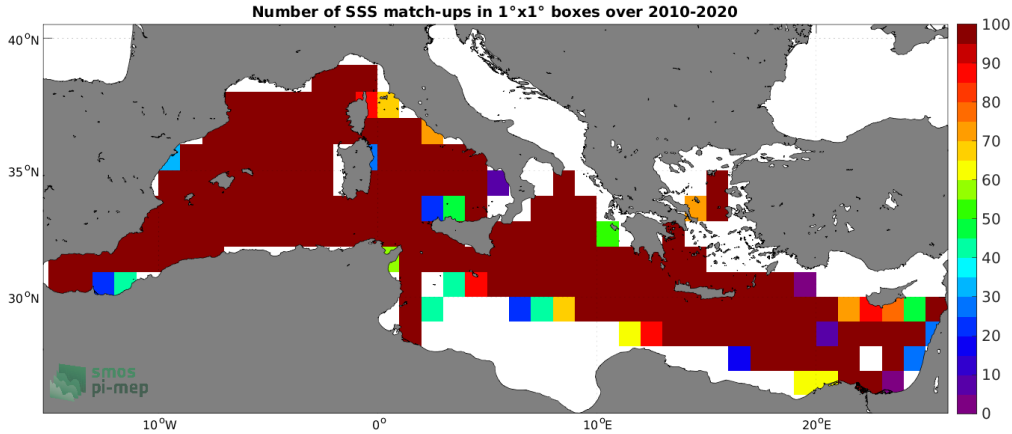 Number of SSS match-ups in 1°x1° boxes over 2010-2020
40°N
35°N
30°N
10°W
0°
10°E
20°E
100
90
80
70
60
50
40
30
20
10
0
smos
pi-mep